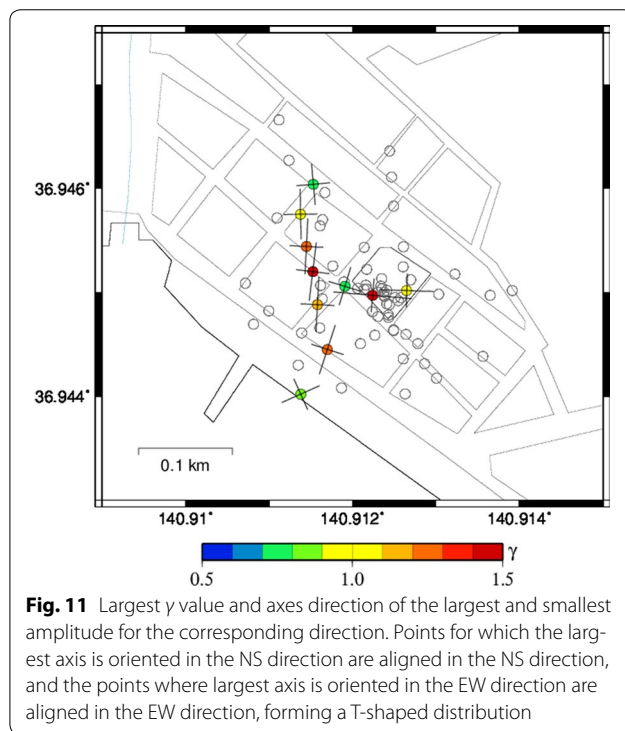 36.946°
36.944°
0.1 km
140.91°
140.912°
140.914°
γ
0.5
1.0
1.5
Fig. 11 Largest γ value and axes direction of the largest and smallest
amplitude for the corresponding direction. Points for which the larg-
est axis is oriented in the NS direction are aligned in the NS direction,
and the points where largest axis is oriented in the EW direction are
aligned in the EW direction, forming a T-shaped distribution